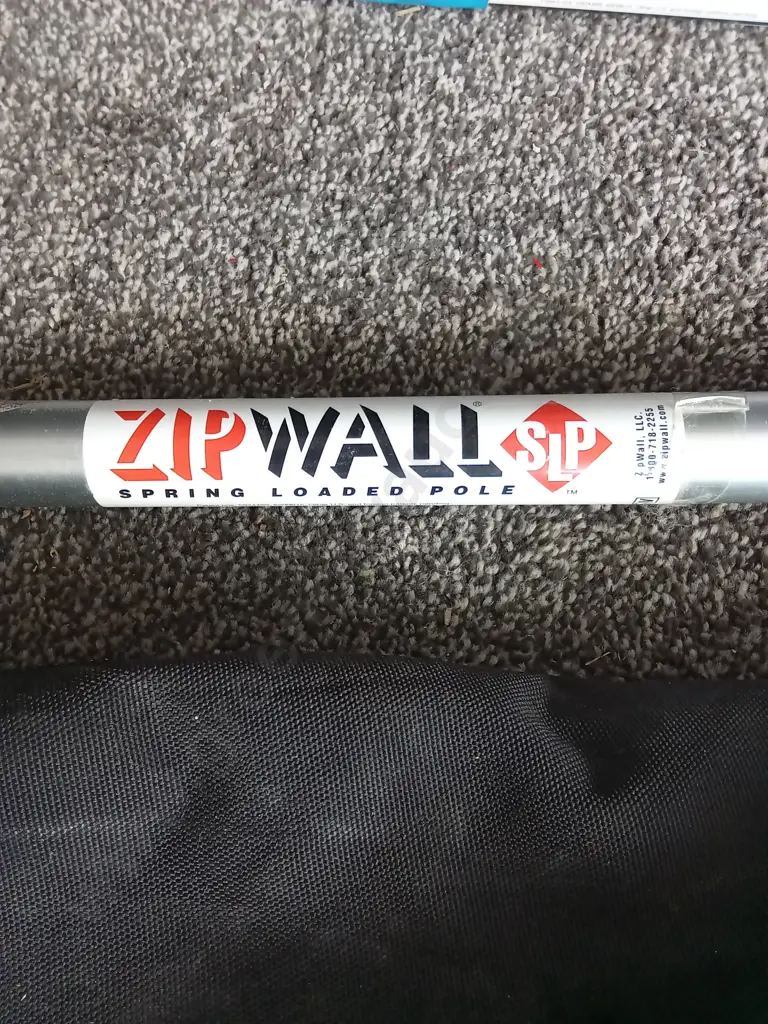 ZIPWALL®
SPRING LOADED POLE
SLP
™
ZipWall, LLC.
1-800-718-2255
www.zipwall.com